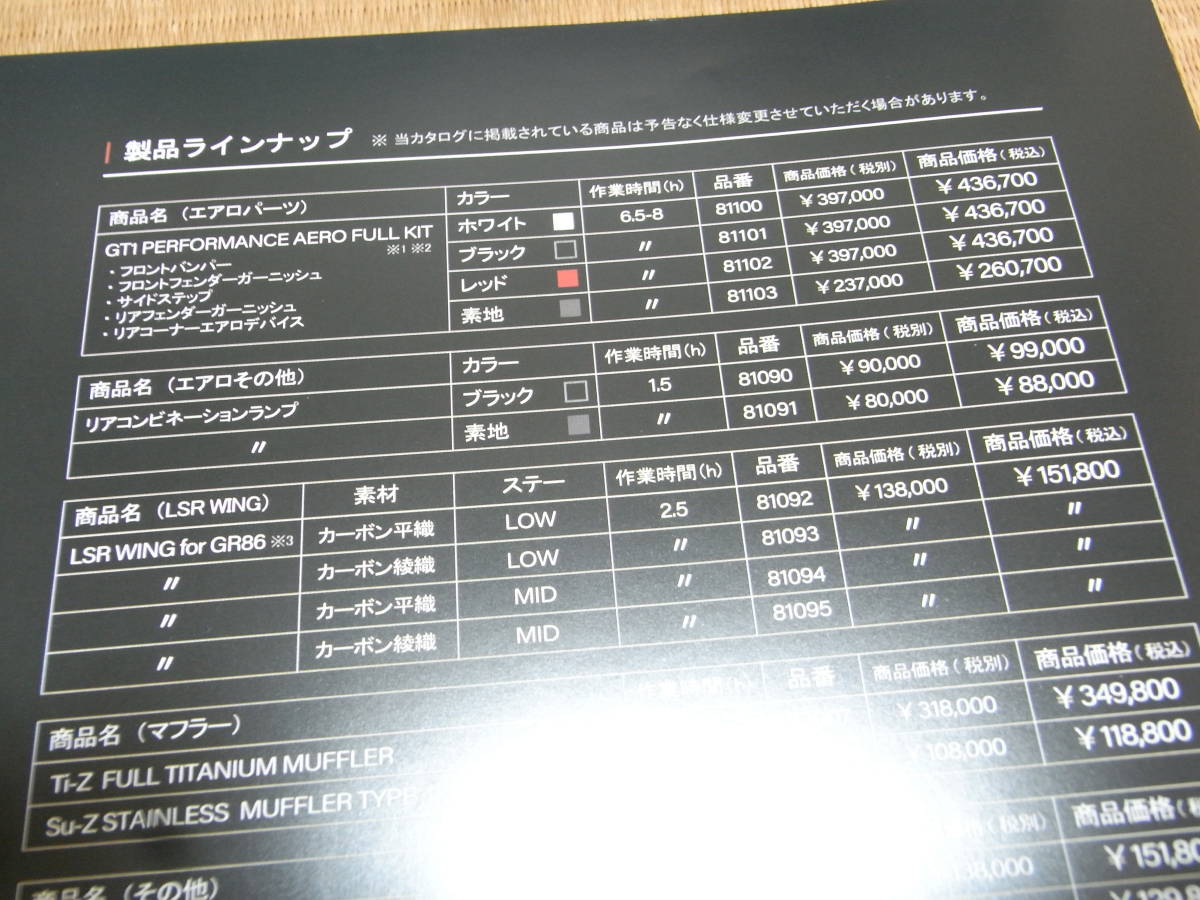 製品ラインナップ ※ 当カタログに掲載されている商品は予告なく仕様変更させていただく場合があります。
商品名 (エアロパーツ) カラー 作業時間(h) 品番 商品価格(税別) 商品価格(税込)
GT1 PERFORMANCE AERO FULL KIT ホワイト 6.5-8 81100 ¥397,000 ¥436,700
※1 ※2 ブラック 〃 81101 ¥397,000 ¥436,700
・フロントバンパー
・フロントフェンダーガーニッシュ レッド 〃 81102 ¥397,000 ¥436,700
・サイドステップ
・リアフェンダーガーニッシュ 素地 〃 81103 ¥237,000 ¥260,700
・リアコーナーエアロデバイス
商品名 (エアロその他) カラー 作業時間(h) 品番 商品価格(税別) 商品価格(税込)
リアコンビネーションランプ ブラック 1.5 81090 ¥90,000 ¥99,000
〃 素地 〃 81091 ¥80,000 ¥88,000
商品名 (LSR WING) 素材 ステー 作業時間(h) 品番 商品価格(税別) 商品価格(税込)
LSR WING for GR86 ※3 カーボン平織 LOW 2.5 81092 ¥138,000 ¥151,800
〃 カーボン綾織 LOW 〃 81093 〃 〃
〃 カーボン平織 MID 〃 81094 〃 〃
〃 カーボン綾織 MID 〃 81095 〃 〃
商品名 (マフラー) 作業時間(h) 品番 商品価格(税別) 商品価格(税込)
Ti-Z FULL TITANIUM MUFFLER ¥318,000 ¥349,800
Su-Z STAINLESS MUFFLER TYPE ¥108,000 ¥118,800
商品名 (その他) (税別) 商品価格(税
138,000 ¥151,80